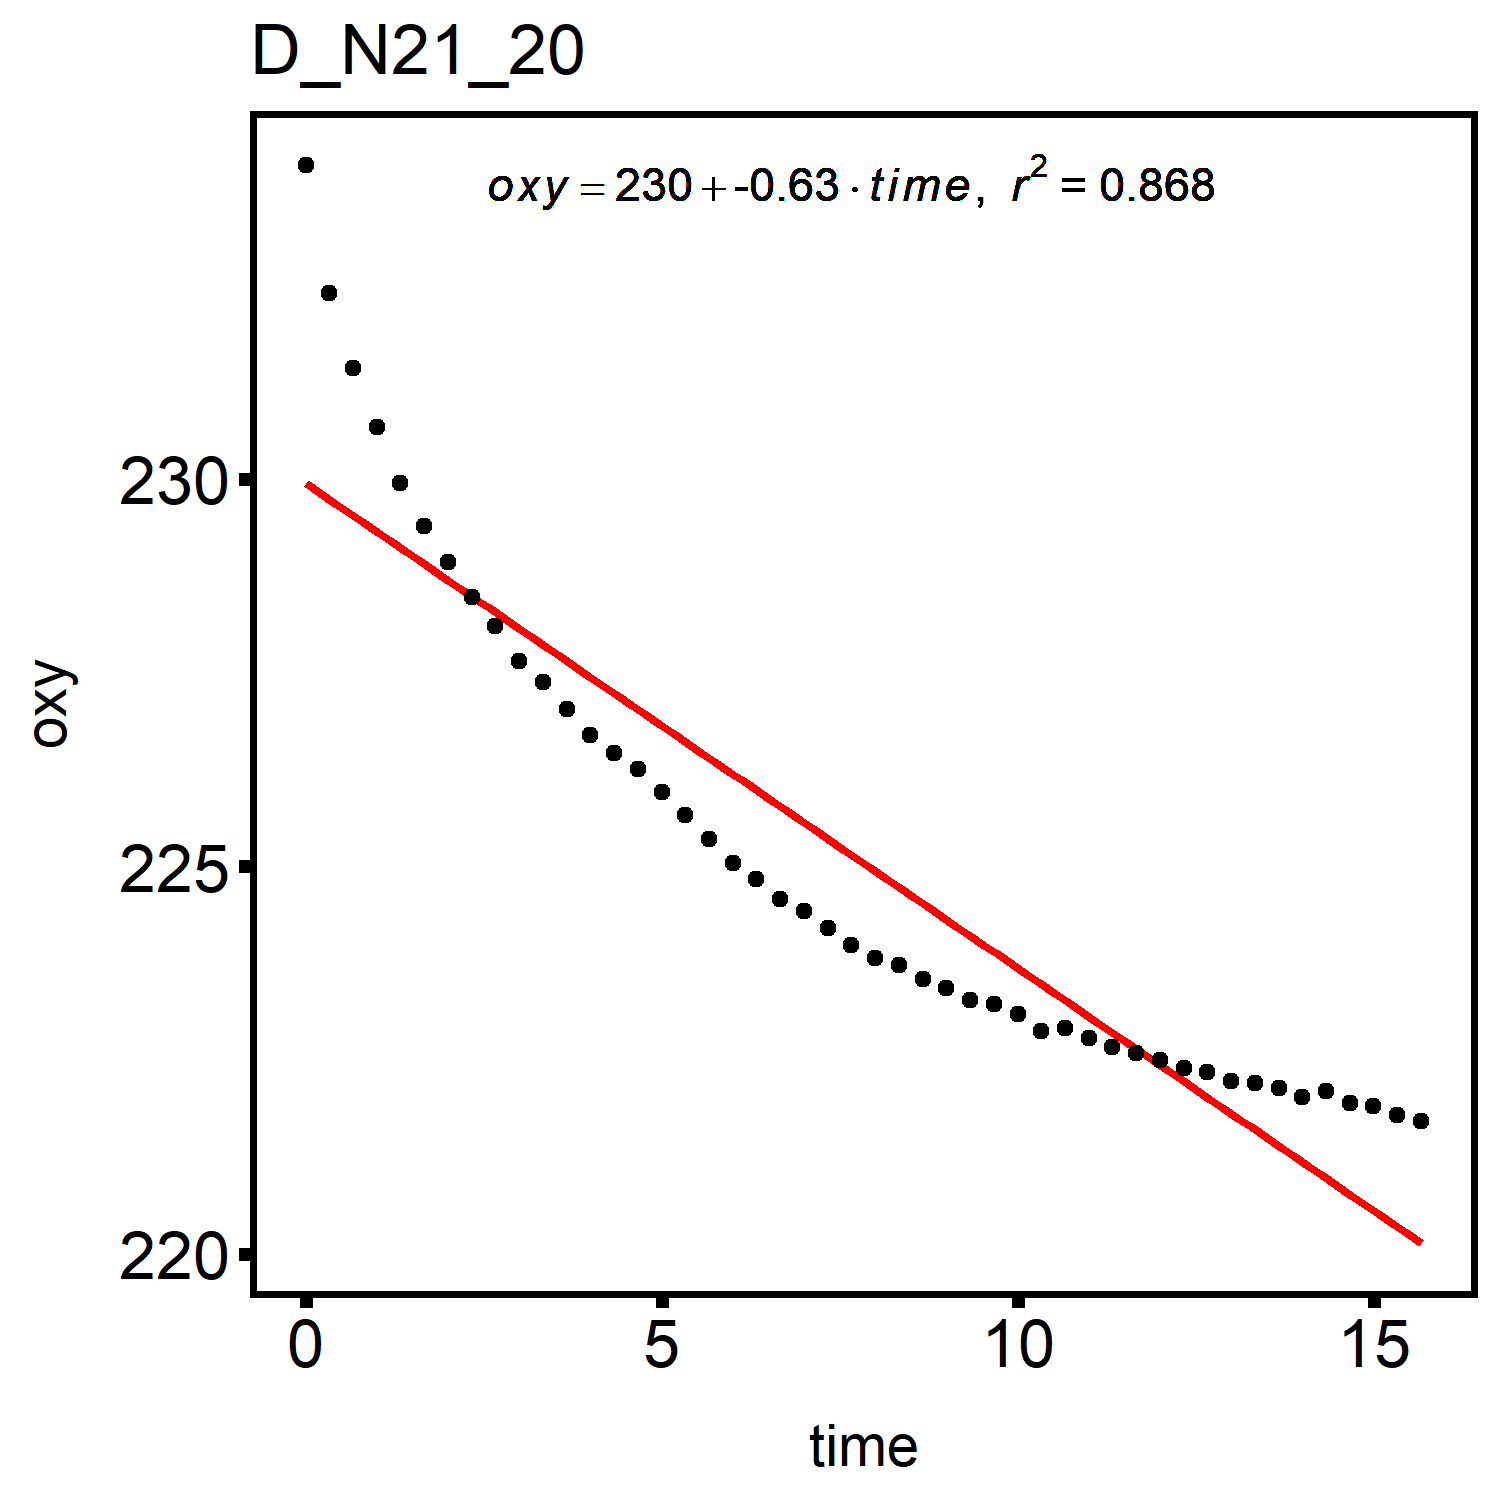 D_N21_20
oxy = 230 + -0.63 · time, r² = 0.868
230
225
220
oxy
0 5 10 15
time